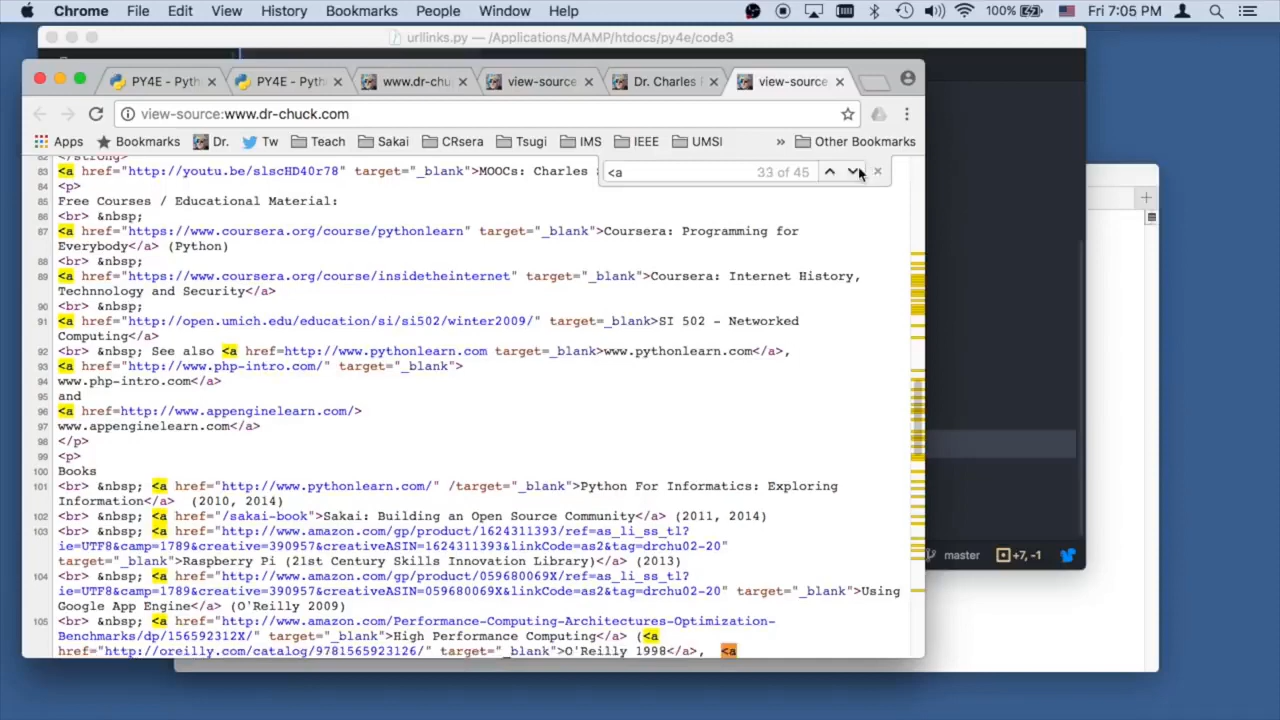 Chrome File Edit View History Bookmarks People Window Help 100% Fri 7:05 PM
urllinks.py — /Applications/MAMP/htdocs/py4e/code3
PY4E - Pyth PY4E - Pyth www.dr-chu view-source Dr. Charles view-source
view-source:www.dr-chuck.com
Apps Bookmarks Dr. Tw Teach Sakai CRsera Tsugi IMS IEEE UMSI » Other Bookmarks
<a 33 of 45
82 </strong>
83 <a href="http://youtu.be/slscHD40r78" target="_blank">MOOCs: Charles
84 <p>
85 Free Courses / Educational Material:
86 <br> &nbsp;
87 <a href="https://www.coursera.org/course/pythonlearn" target="_blank">Coursera: Programming for
Everybody</a> (Python)
88 <br> &nbsp;
89 <a href="https://www.coursera.org/course/insidetheinternet" target="_blank">Coursera: Internet History,
Technnology and Security</a>
90 <br> &nbsp;
91 <a href="http://open.umich.edu/education/si/si502/winter2009/" target=_blank>SI 502 - Networked
Computing</a>
92 <br> &nbsp; See also <a href=http://www.pythonlearn.com target=_blank>www.pythonlearn.com</a>,
93 <a href="http://www.php-intro.com/" target="_blank">
94 www.php-intro.com</a>
95 and
96 <a href=http://www.appenginelearn.com/>
97 www.appenginelearn.com</a>
98 </p>
99 <p>
100 Books
101 <br> &nbsp; <a href="http://www.pythonlearn.com/" /target="_blank">Python For Informatics: Exploring
Information</a> (2010, 2014)
102 <br> &nbsp; <a href="/sakai-book">Sakai: Building an Open Source Community</a> (2011, 2014)
103 <br> &nbsp; <a href="http://www.amazon.com/gp/product/1624311393/ref=as_li_ss_tl?
ie=UTF8&camp=1789&creative=390957&creativeASIN=1624311393&linkCode=as2&tag=drchu02-20"
target="_blank">Raspberry Pi (21st Century Skills Innovation Library)</a> (2013)
104 <br> &nbsp; <a href="http://www.amazon.com/gp/product/059680069X/ref=as_li_ss_tl?
ie=UTF8&camp=1789&creative=390957&creativeASIN=059680069X&linkCode=as2&tag=drchu02-20" target="_blank">Using
Google App Engine</a> (O'Reilly 2009)
105 <br> &nbsp; <a href="http://www.amazon.com/Performance-Computing-Architectures-Optimization-
Benchmarks/dp/156592312X/" target="_blank">High Performance Computing</a> (<a
href="http://oreilly.com/catalog/9781565923126/" target="_blank">O'Reilly 1998</a>, <a
master +7, -1